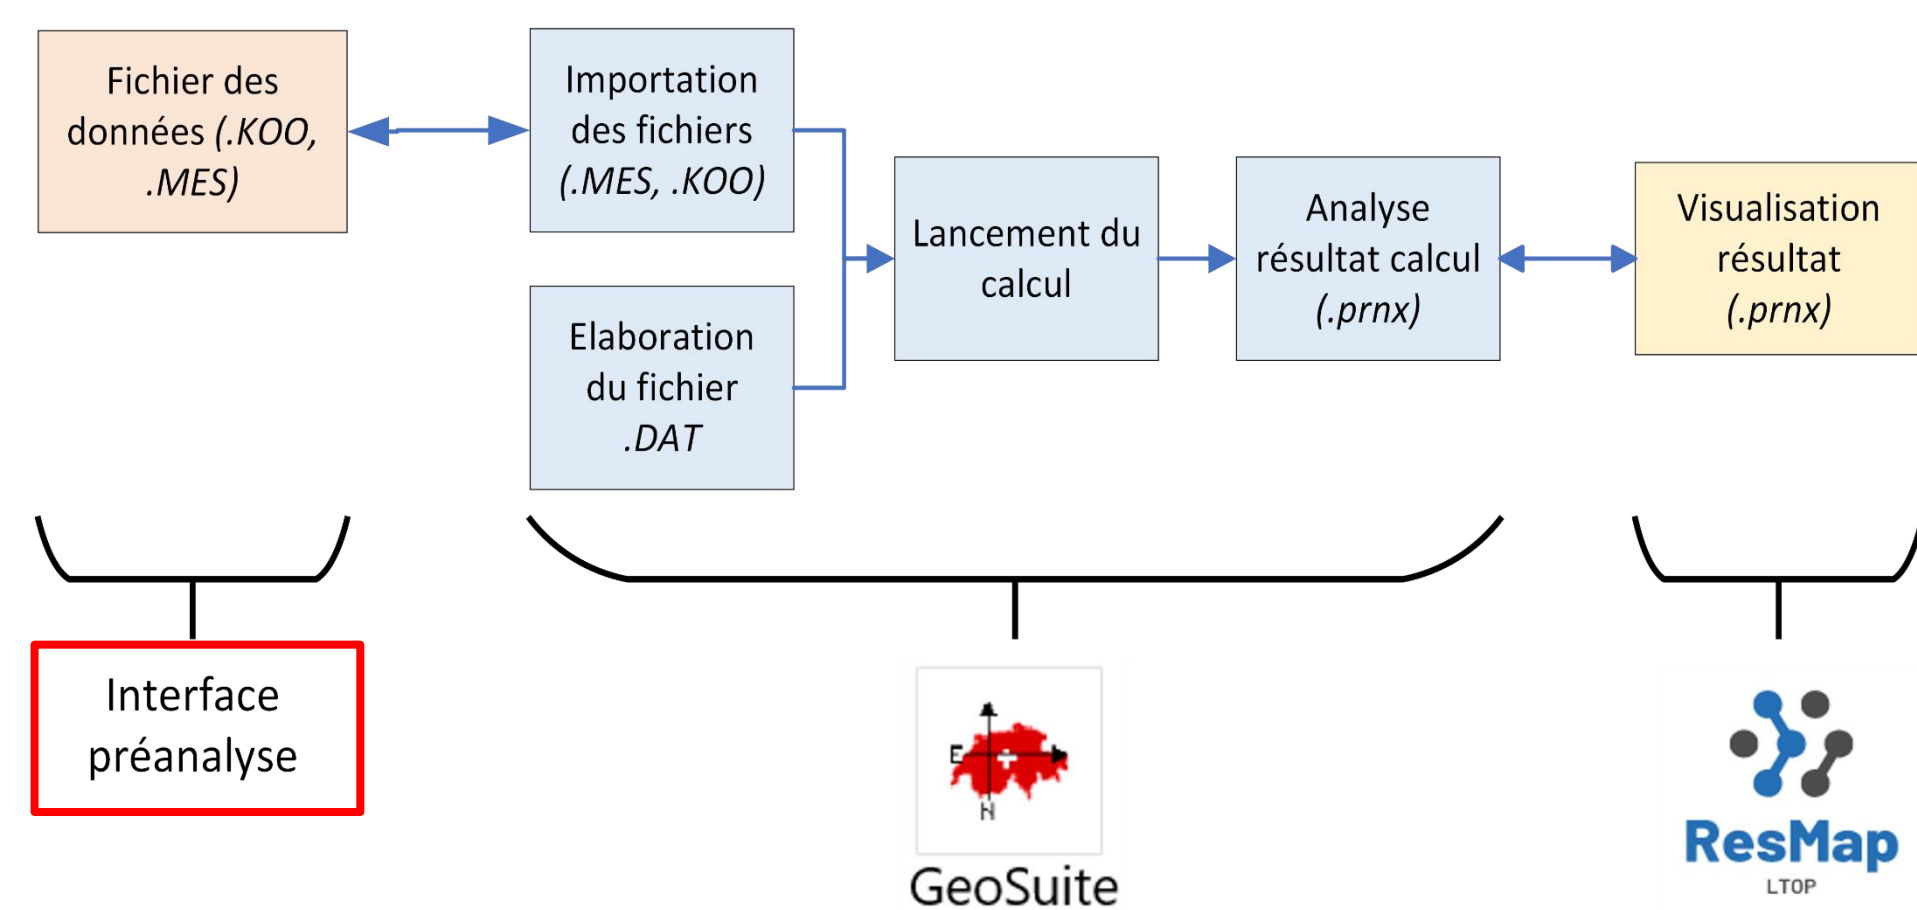 Fichier des
données (.KOO,
.MES)
Importation
des fichiers
(.MES, .KOO)
Elaboration
du fichier
.DAT
Lancement du
calcul
Analyse
résultat calcul
(.prnx)
Visualisation
résultat
(.prnx)
Interface
préanalyse
E
N
GeoSuite
ResMap
LTOP